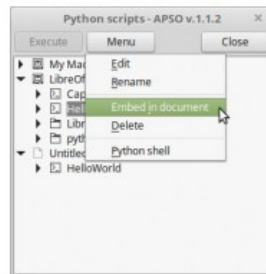 Python scripts - APSO v.1.1.2
Execute Menu Close
Edit
Rename
Embed in document
Delete
Python shell
My Mac
LibreOf
Cap
Hel
Libr
pyth
Untitled
HelloWorld